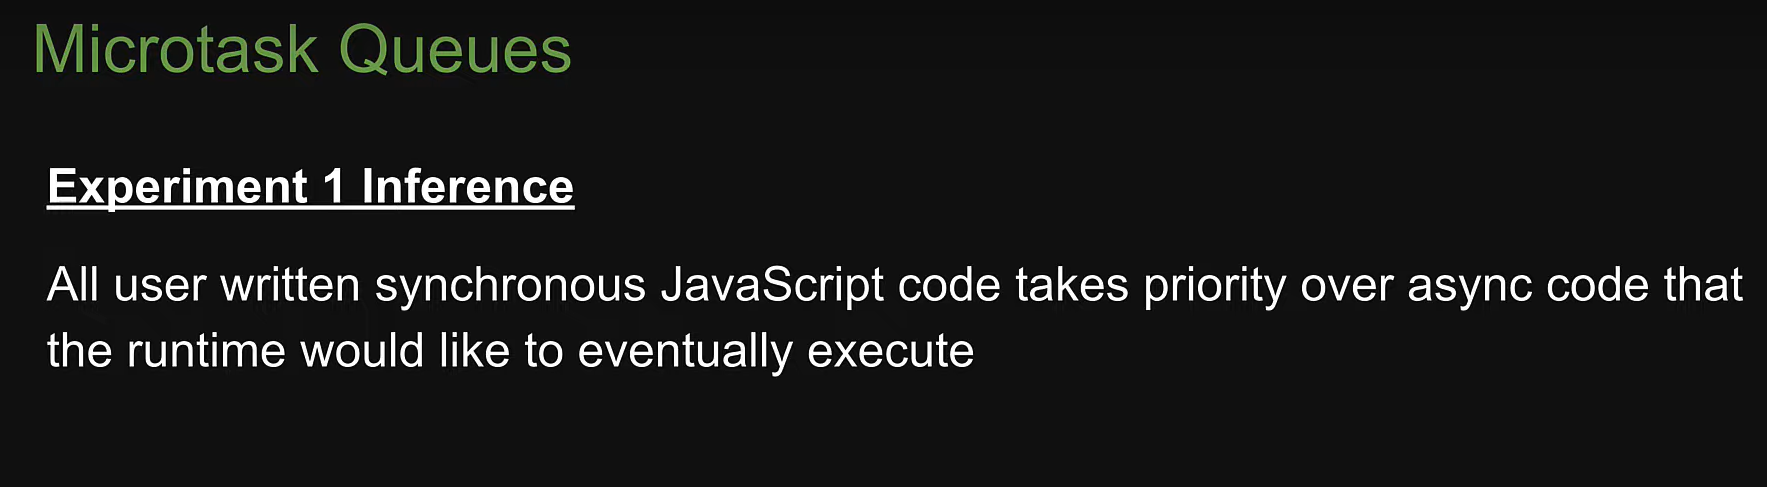 Microtask Queues
Experiment 1 Inference
All user written synchronous JavaScript code takes priority over async code that
the runtime would like to eventually execute